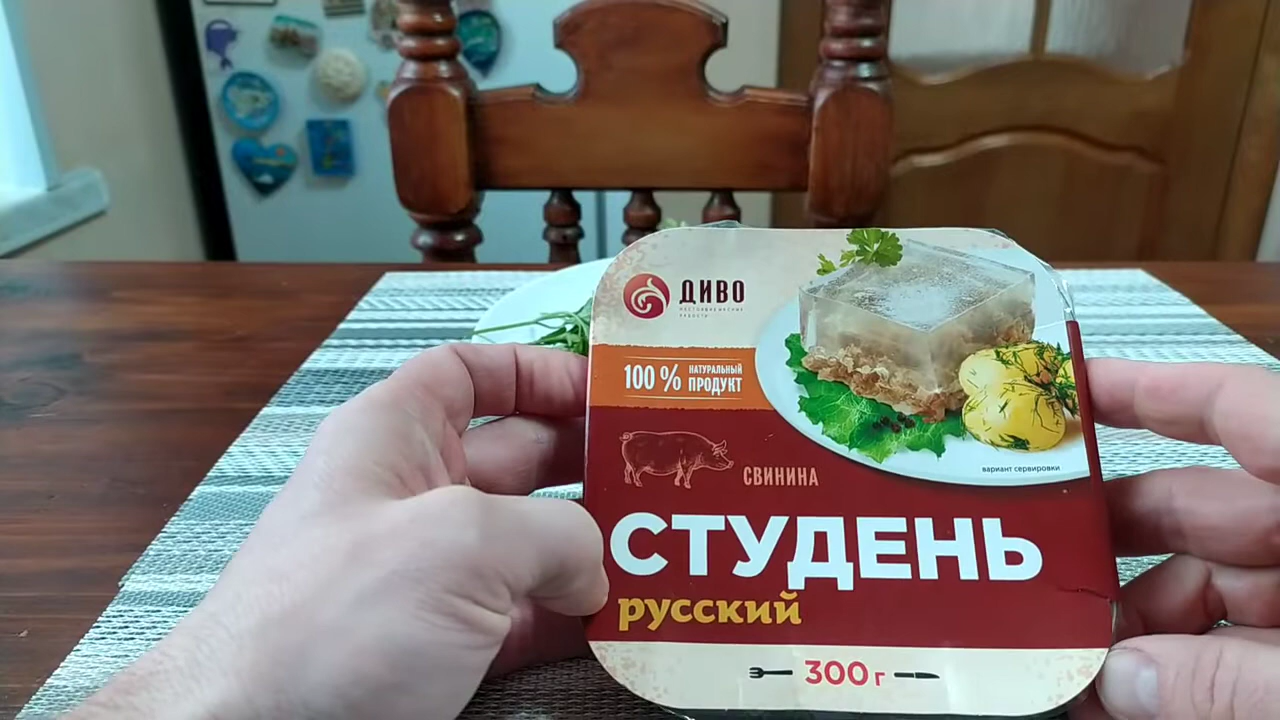 ДИВО
100 %
НАТУРАЛЬНЫЙ
ПРОДУКТ
СВИНИНА
вариант сервировки
СТУДЕНЬ
русский
300 г